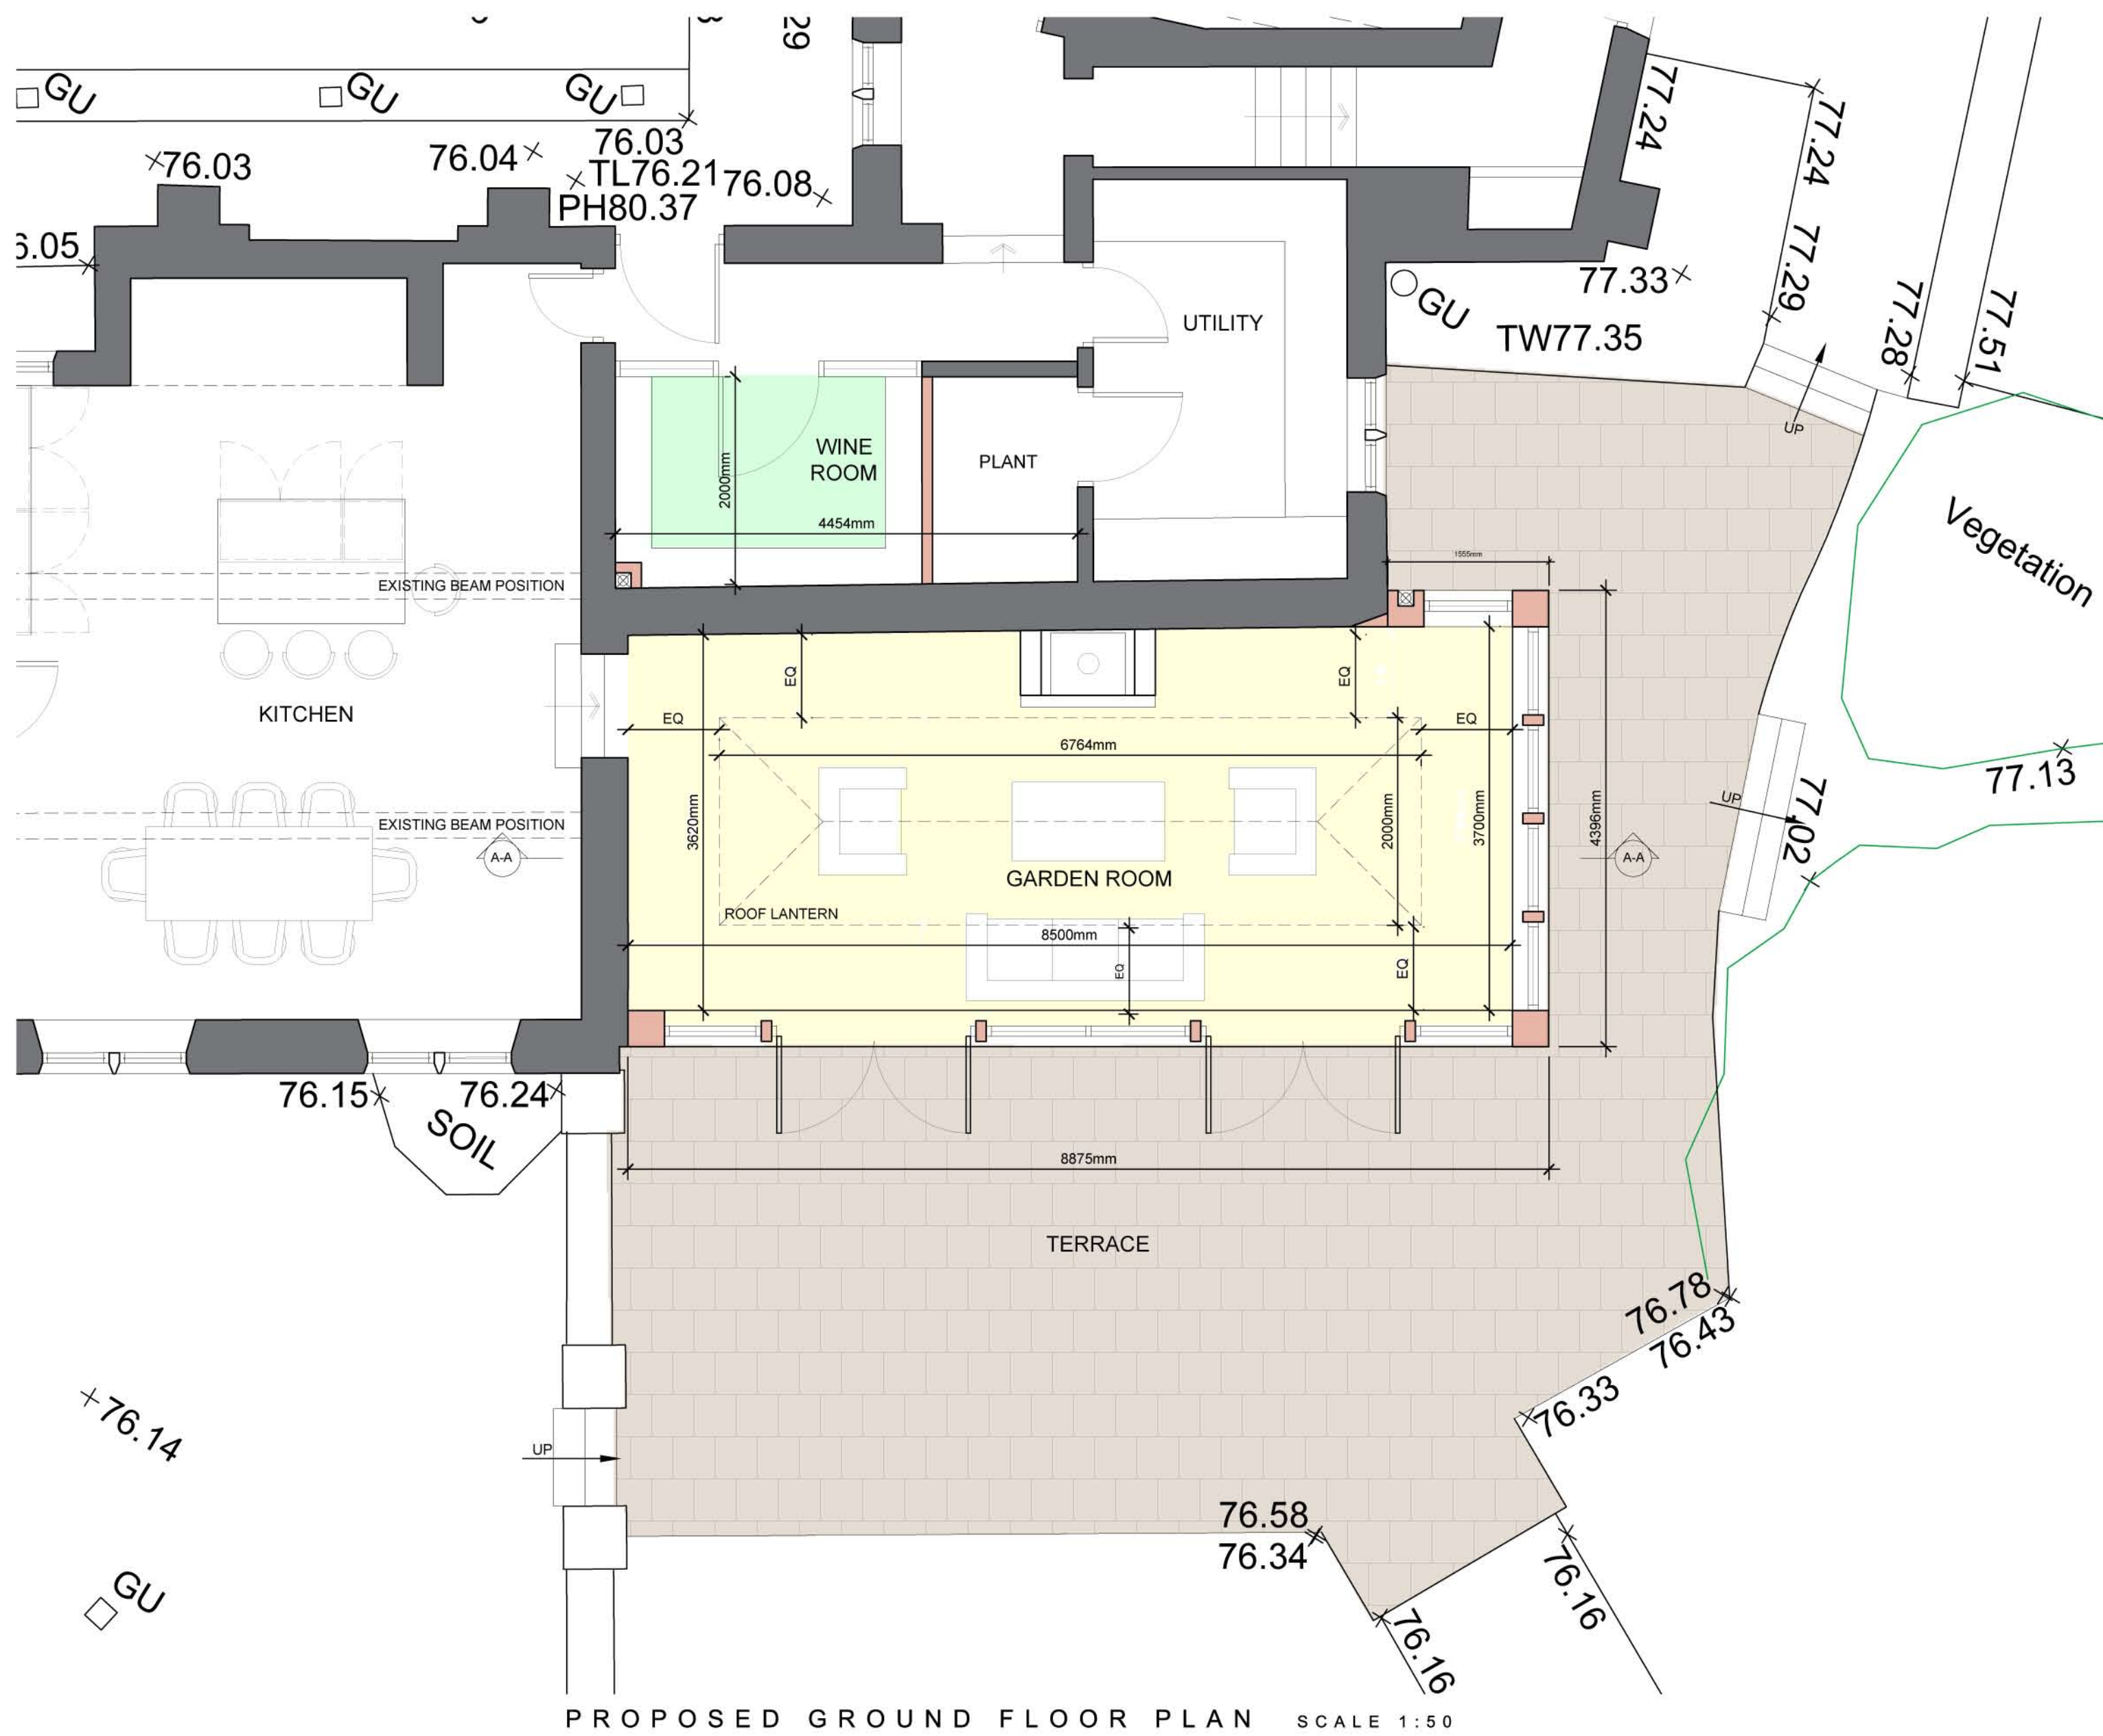 29
GU
GU
GU
76.03
76.03
76.04
TL76.21
76.08
PH80.37
77.24
77.24
77.29
77.28
77.51
77.33
GU
TW77.35
UTILITY
WINE
ROOM
PLANT
2000mm
4454mm
UP
Vegetation
EXISTING BEAM POSITION
1555mm
KITCHEN
EQ
EQ
EQ
EQ
6764mm
77.13
UP
77.02
EXISTING BEAM POSITION
3620mm
2000mm
3700mm
4396mm
A-A
A-A
GARDEN ROOM
ROOF LANTERN
8500mm
EQ
EQ
76.15
76.24
SOIL
8875mm
TERRACE
76.78
76.43
76.33
76.14
UP
76.58
76.34
76.16
76.16
GU
PROPOSED GROUND FLOOR PLAN SCALE 1:50